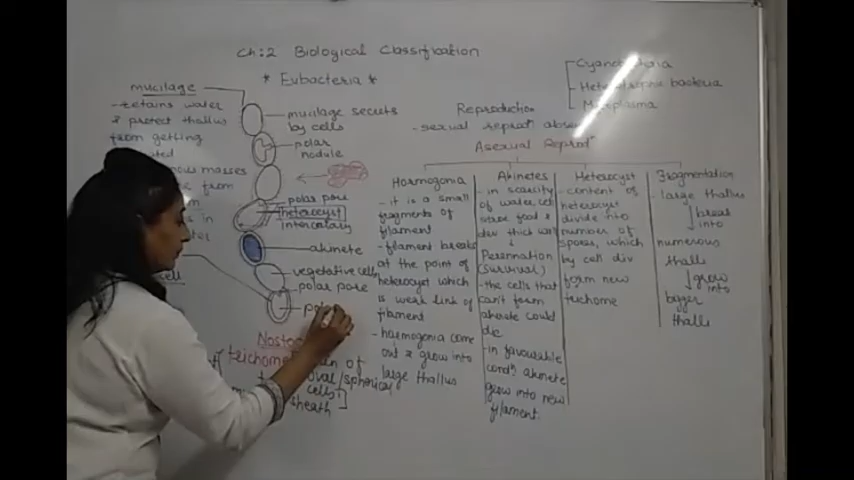 Ch:2 Biological Classification
* Eubacteria *
Heterotrophic bacteria
mucilage
- retains water
& protect thallus
from getting
mucilage secrets
by cells
polar
nodule
polar pore
heterocyst
intercalary
akinete
vegetative cells
polar pore
Nostoc
trichome
oval/spherical
cells +
sheath
Reproduction
- sexual reprodn
Asexual Reprodn
Hormogonia
- it is a small
fragments of
filament
- filament breaks
at the point of
heterocyst which
is weak link of
filament
- hormogonia come
out & grow into
large thallus
Akinetes
- in scarcity
of water, cell
store food &
dev thick wall
↓
Perennation
(survival)
- the cells that
can't form
akinete could
die
- in favourable
condn akinete
grow into new
filament.
Heterocyst
- content of
heterocyst
divide into
number of
spores, which
by cell div
form new
trichome
Fragmentation
- large thallus
↓ breaks
into
numerous
thalli
↓ grow
into
bigger
thalli